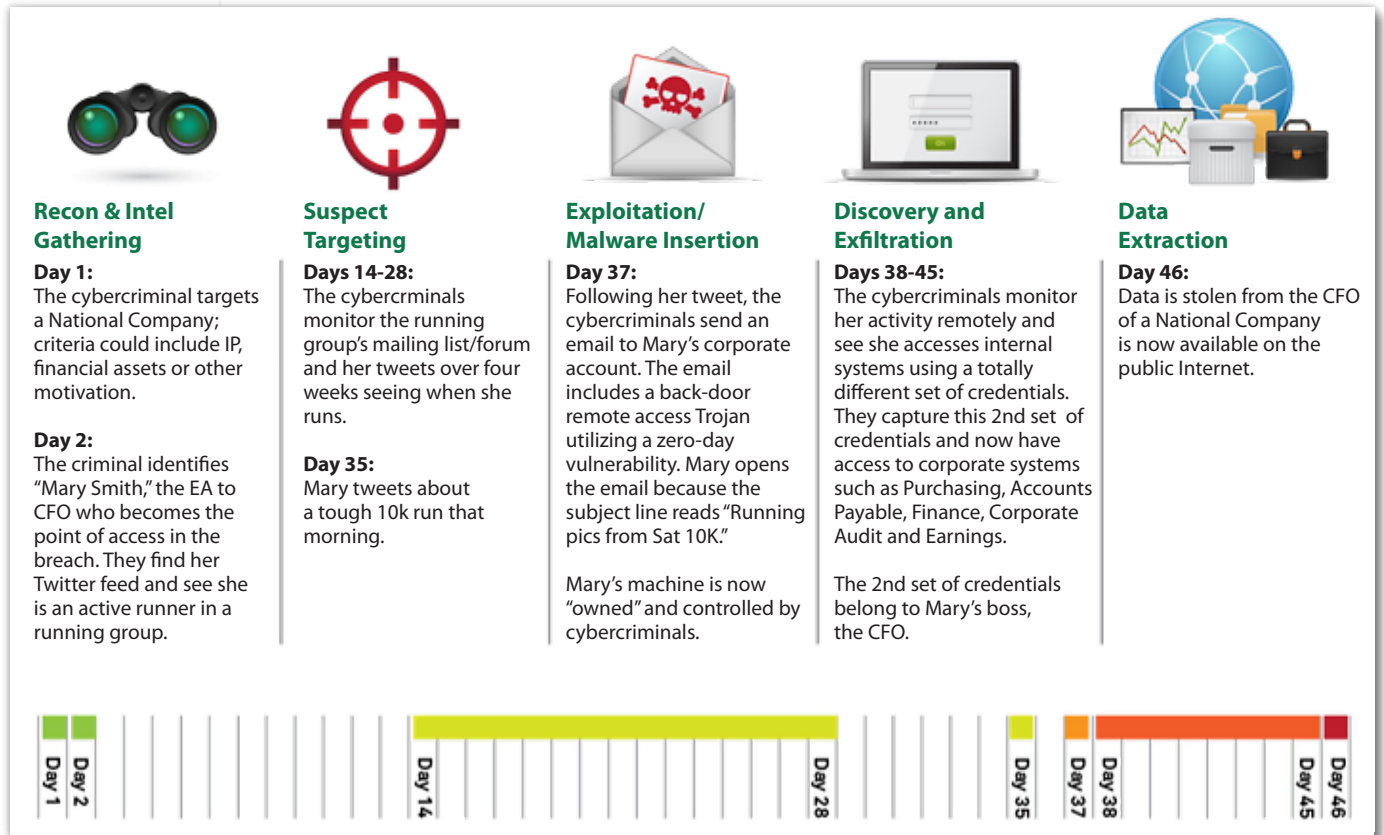 Recon & Intel
Gathering
Day 1:
The cybercriminal targets
a National Company;
criteria could include IP,
financial assets or other
motivation.
Day 2:
The criminal identifies
“Mary Smith,” the EA to
CFO who becomes the
point of access in the
breach. They find her
Twitter feed and see she
is an active runner in a
running group.
Suspect
Targeting
Days 14-28:
The cybercrminals
monitor the running
group’s mailing list/forum
and her tweets over four
weeks seeing when she
runs.
Day 35:
Mary tweets about
a tough 10k run that
morning.
Exploitation/
Malware Insertion
Day 37:
Following her tweet, the
cybercriminals send an
email to Mary’s corporate
account. The email
includes a back-door
remote access Trojan
utilizing a zero-day
vulnerability. Mary opens
the email because the
subject line reads “Running
pics from Sat 10K.”
Mary’s machine is now
“owned” and controlled by
cybercriminals.
Discovery and
Exfiltration
Days 38-45:
The cybercriminals monitor
her activity remotely and
see she accesses internal
systems using a totally
different set of credentials.
They capture this 2nd set of
credentials and now have
access to corporate systems
such as Purchasing, Accounts
Payable, Finance, Corporate
Audit and Earnings.
The 2nd set of credentials
belong to Mary’s boss,
the CFO.
Data
Extraction
Day 46:
Data is stolen from the CFO
of a National Company
is now available on the
public Internet.
Day 1
Day 2
Day 14
Day 28
Day 35
Day 37
Day 38
Day 45
Day 46